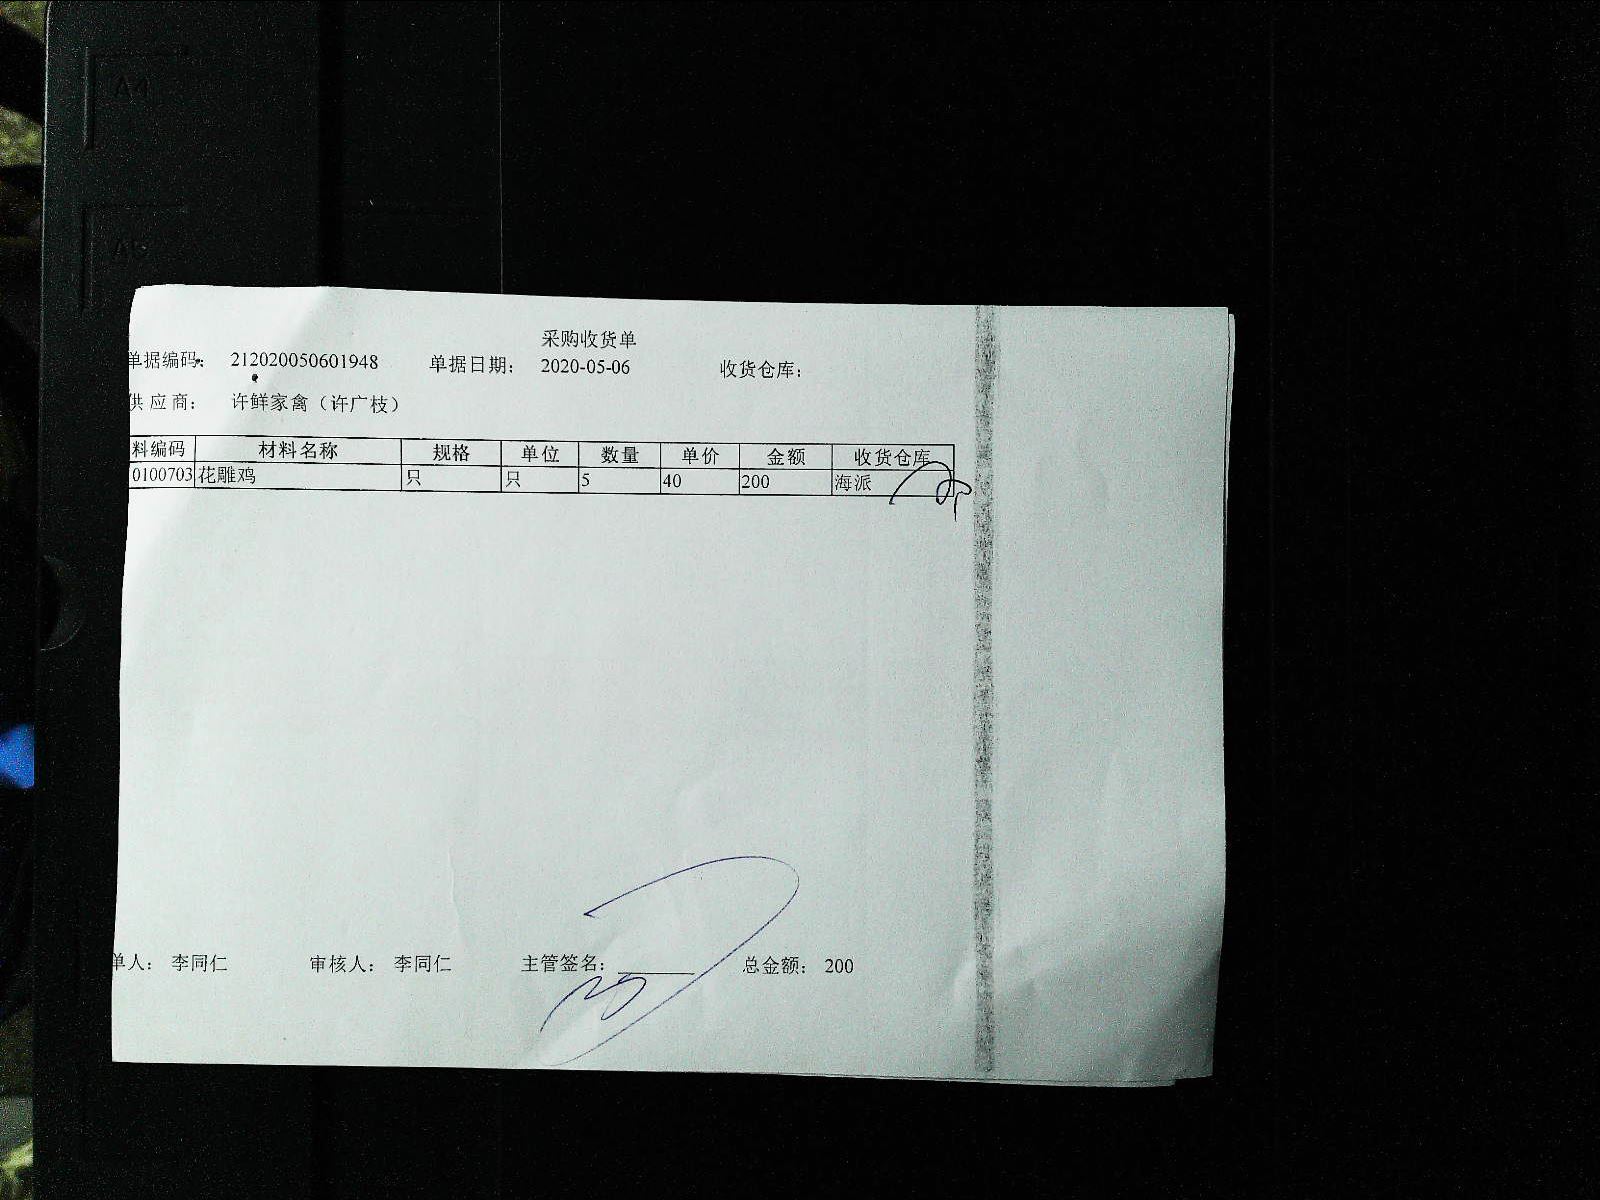 采购收货单
单据编码: 212020050601948 单据日期: 2020-05-06 收货仓库:
供应商: 许鲜家禽（许广枝）
料编码 材料名称 规格 单位 数量 单价 金额 收货仓库
0100703 花雕鸡 只 只 5 40 200 海派
单人: 李同仁 审核人: 李同仁 主管签名: 总金额: 200